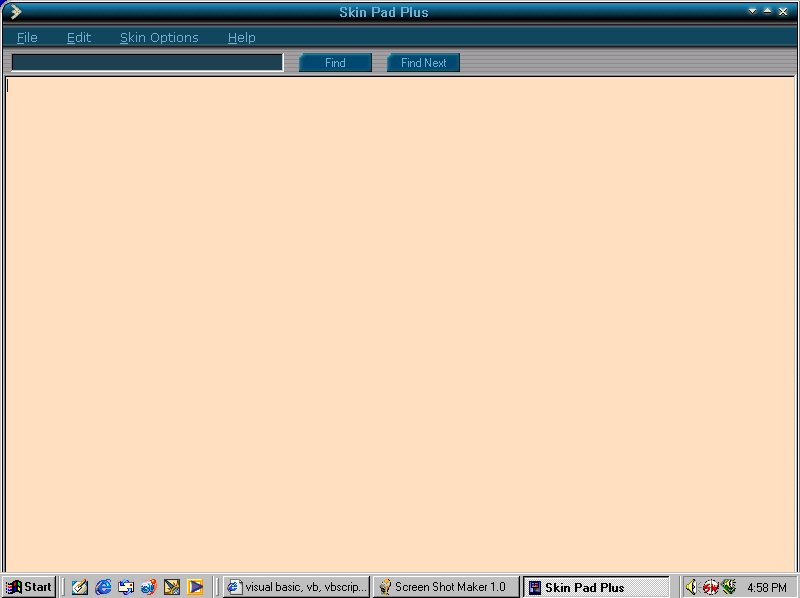 Skin Pad Plus
File Edit Skin Options Help
Find Find Next
Start visual basic, vb, vbscrip... Screen Shot Maker 1.0 Skin Pad Plus 4:58 PM